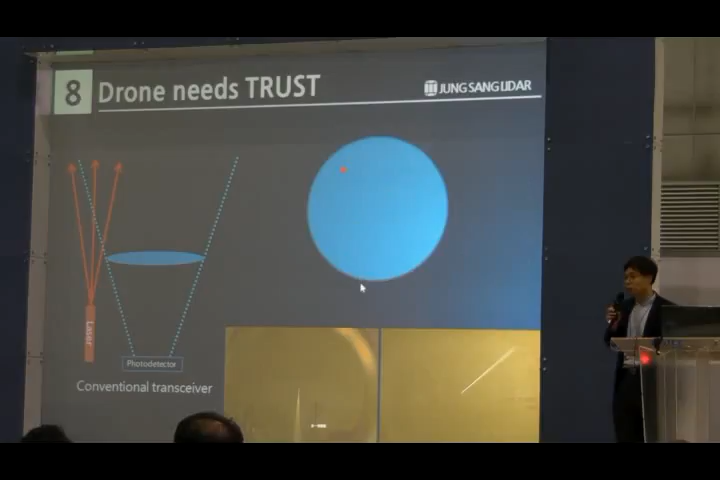 8 Drone needs TRUST
JUNG SANG LIDAR
Laser
Photodetector
Conventional transceiver